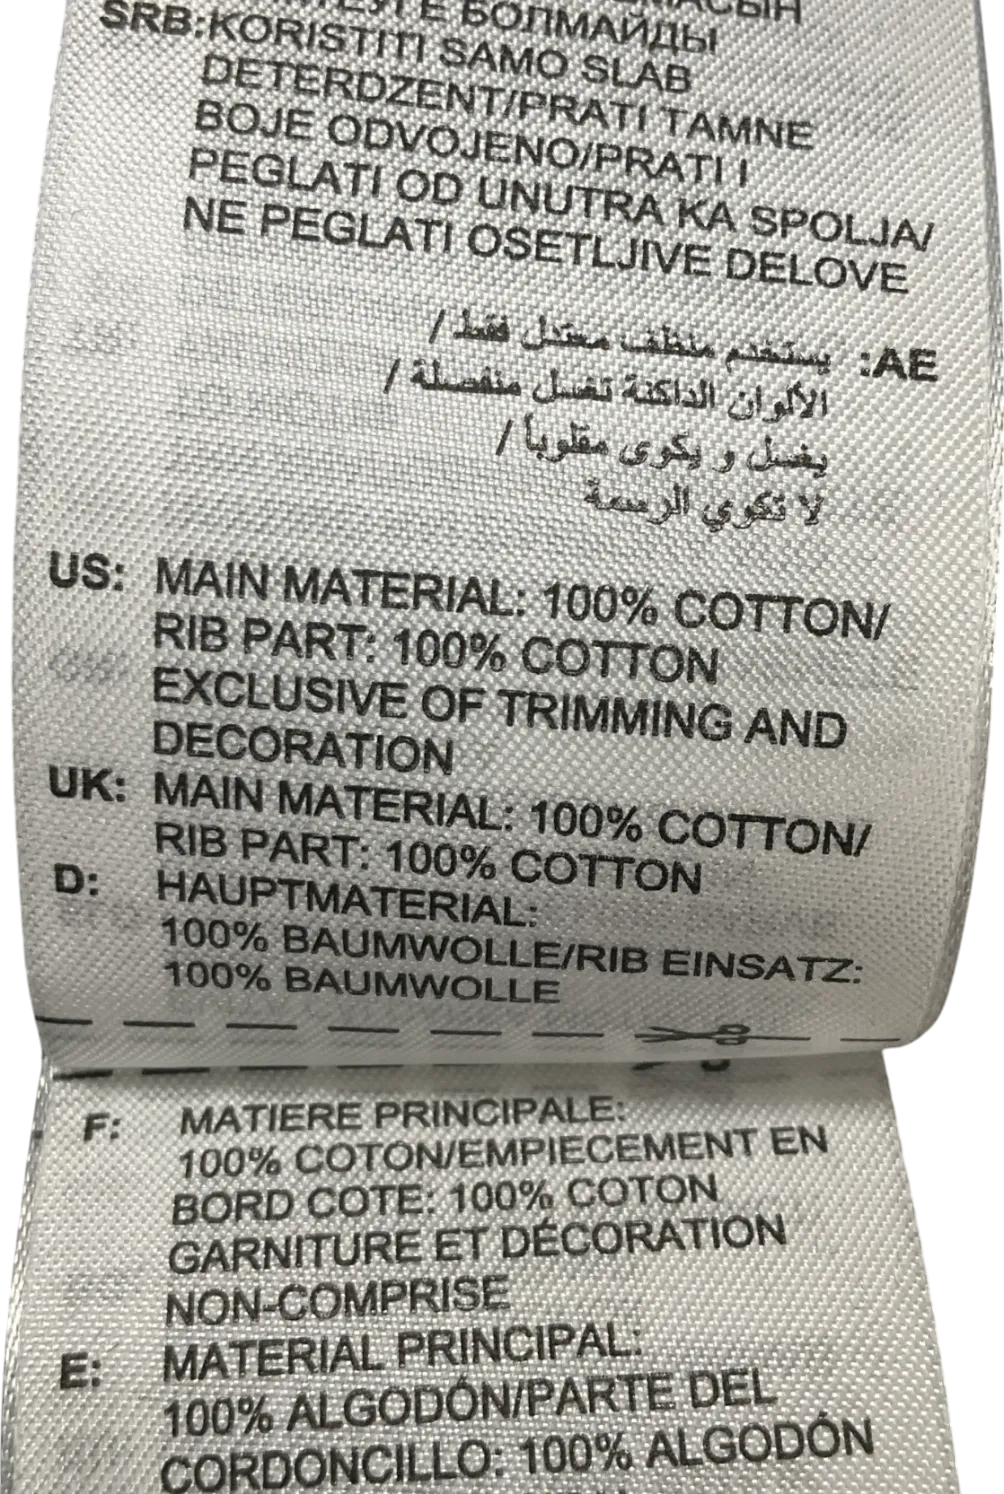 БОЛМАЙДЫ
SRB:KORISTITI SAMO SLAB
DETERDZENT/PRATI TAMNE
BOJE ODVOJENO/PRATI I
PEGLATI OD UNUTRA KA SPOLJA/
NE PEGLATI OSETLJIVE DELOVE
AE: يستخدم منظف معتدل فقط /
الألوان الداكنة تغسل منفصلة /
يغسل و يكوى مقلوباً /
لا تكوي الرسمة
US: MAIN MATERIAL: 100% COTTON/
RIB PART: 100% COTTON
EXCLUSIVE OF TRIMMING AND
DECORATION
UK: MAIN MATERIAL: 100% COTTON/
RIB PART: 100% COTTON
D: HAUPTMATERIAL:
100% BAUMWOLLE/RIB EINSATZ:
100% BAUMWOLLE
F: MATIERE PRINCIPALE:
100% COTON/EMPIECEMENT EN
BORD COTE: 100% COTON
GARNITURE ET DÉCORATION
NON-COMPRISE
E: MATERIAL PRINCIPAL:
100% ALGODÓN/PARTE DEL
CORDONCILLO: 100% ALGODÓN